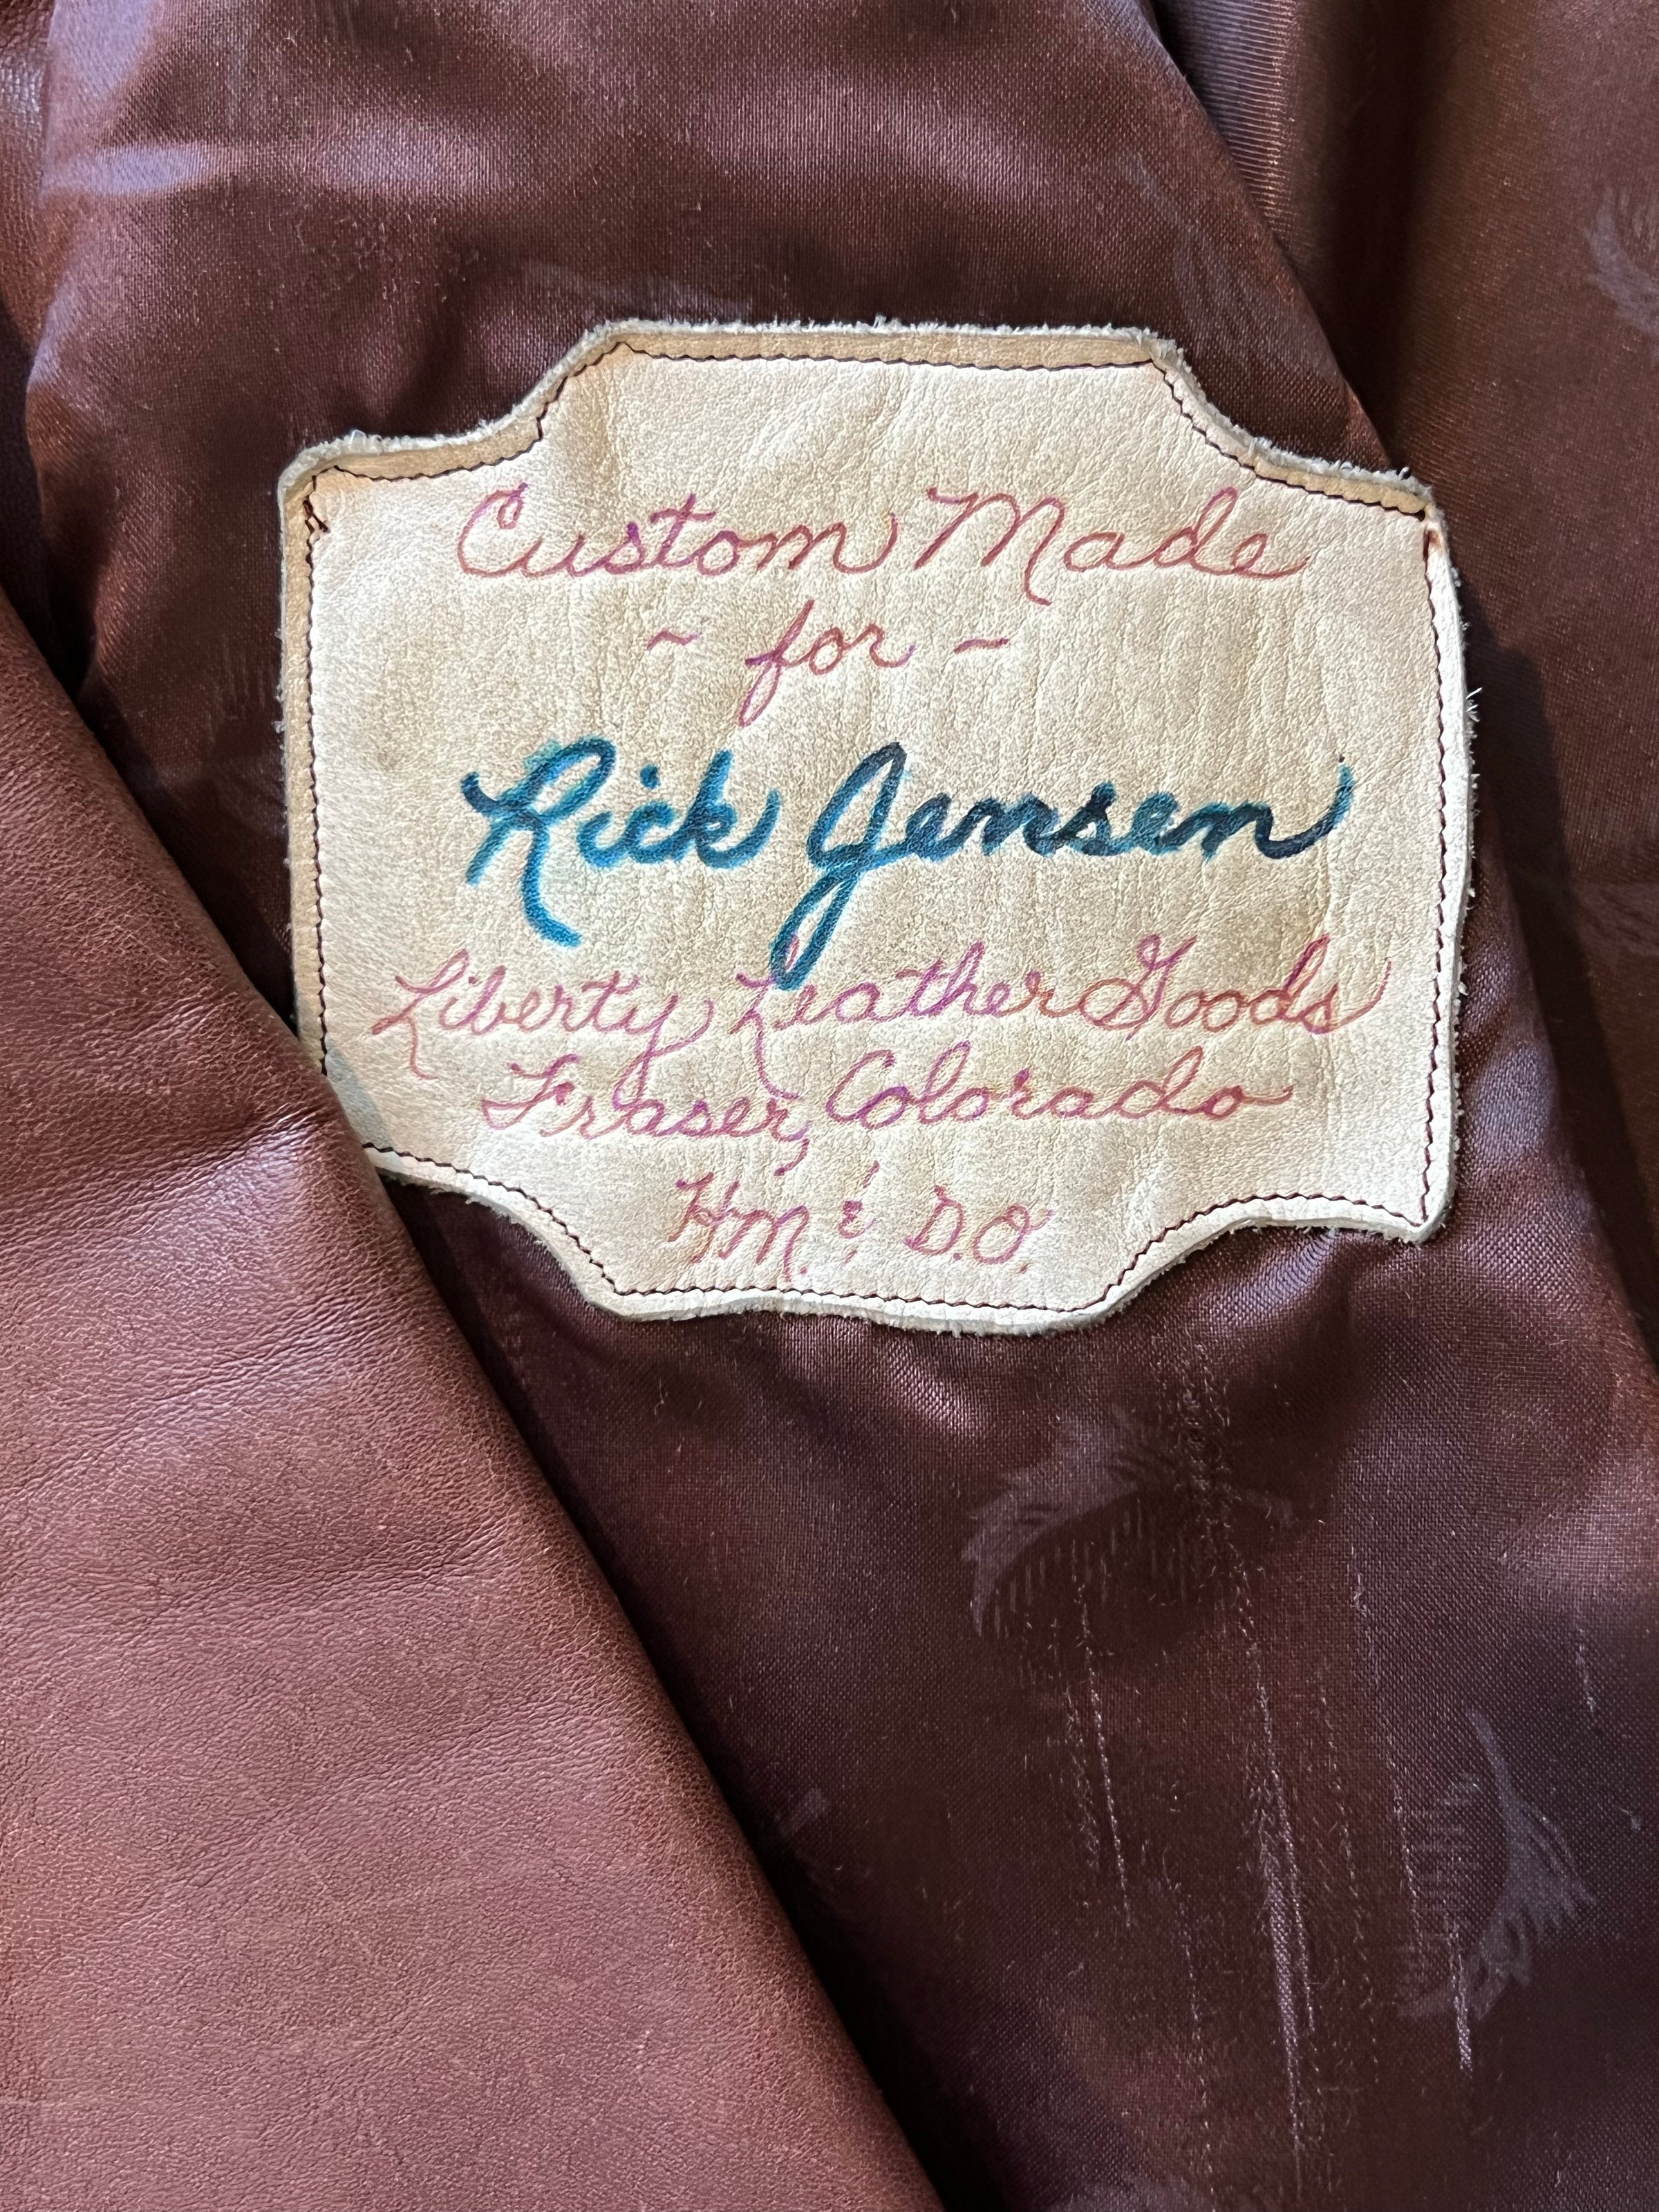 Custom Made
~ for ~
Rick Jensen
Liberty Leather Goods
Fraser, Colorado
H.M. & D.O.